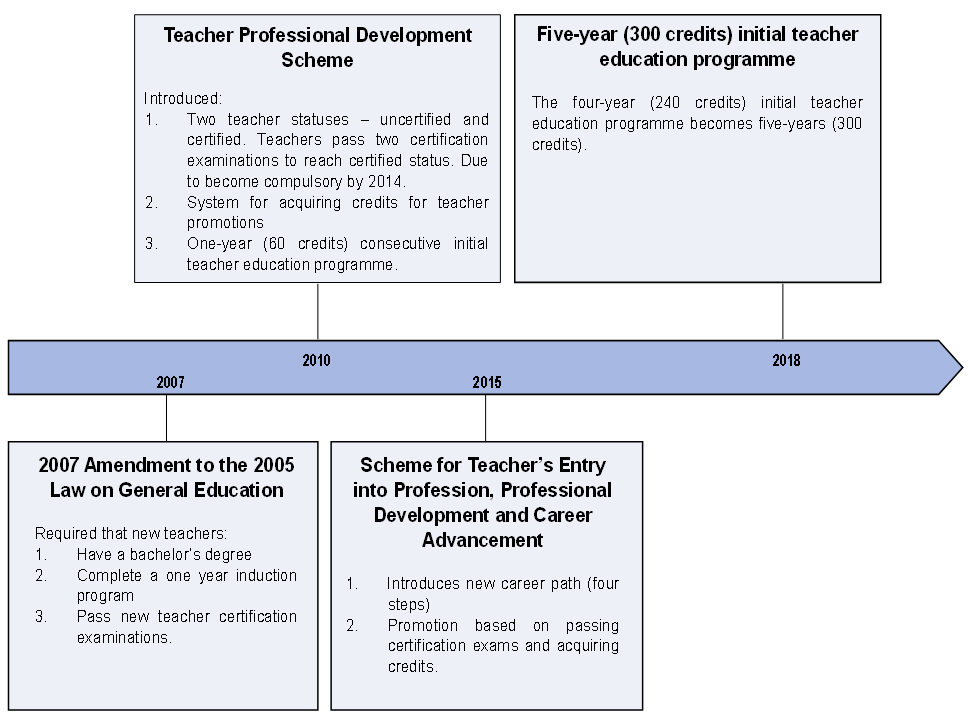 Teacher Professional Development
Scheme
Introduced:
1. Two teacher statuses – uncertified and
certified. Teachers pass two certification
examinations to reach certified status. Due
to become compulsory by 2014.
2. System for acquiring credits for teacher
promotions
3. One-year (60 credits) consecutive initial
teacher education programme.
Five-year (300 credits) initial teacher
education programme
The four-year (240 credits) initial teacher
education programme becomes five-years (300
credits).
2010
2018
2007
2015
2007 Amendment to the 2005
Law on General Education
Required that new teachers:
1. Have a bachelor's degree
2. Complete a one year induction
program
3. Pass new teacher certification
examinations.
Scheme for Teacher's Entry
into Profession, Professional
Development and Career
Advancement
1. Introduces new career path (four
steps)
2. Promotion based on passing
certification exams and acquiring
credits.